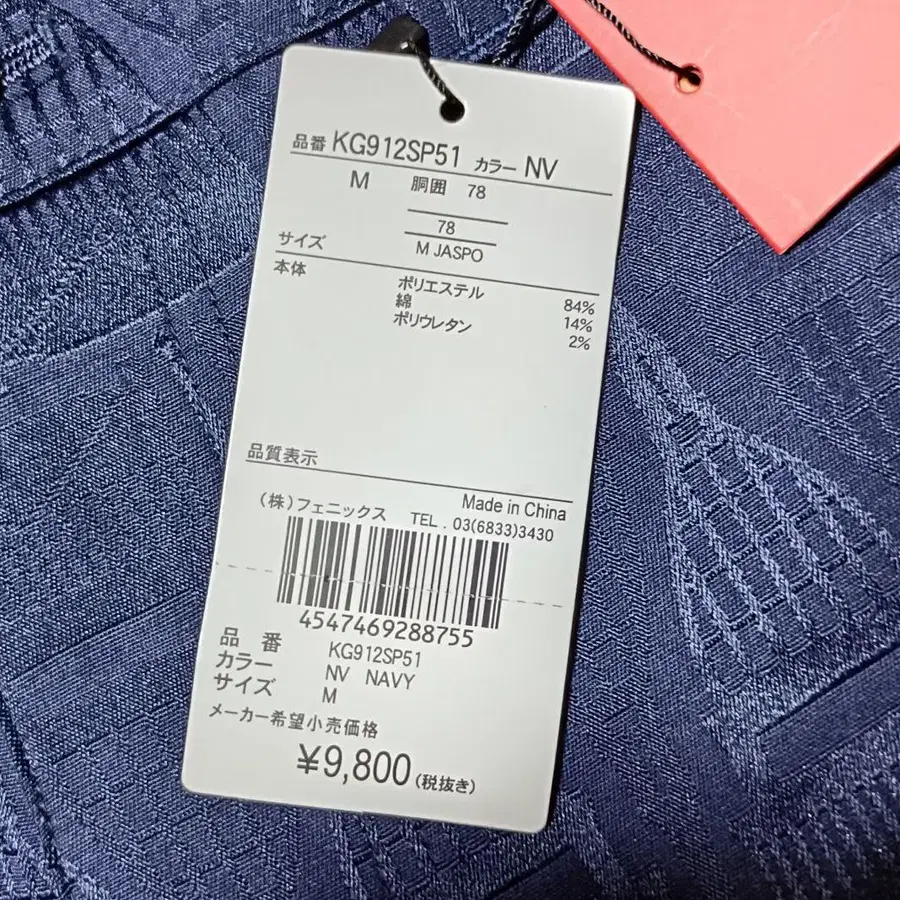 品番 KG912SP51 カラー NV
M 胴囲 78
78
サイズ M JASPO
本体 ポリエステル 84%
綿 14%
ポリウレタン 2%
品質表示
Made in China
(株)フェニックス TEL . 03(6833)3430
4547469288755
品 番 KG912SP51
カラー NV NAVY
サイズ M
メーカー希望小売価格
¥9,800(税抜き)